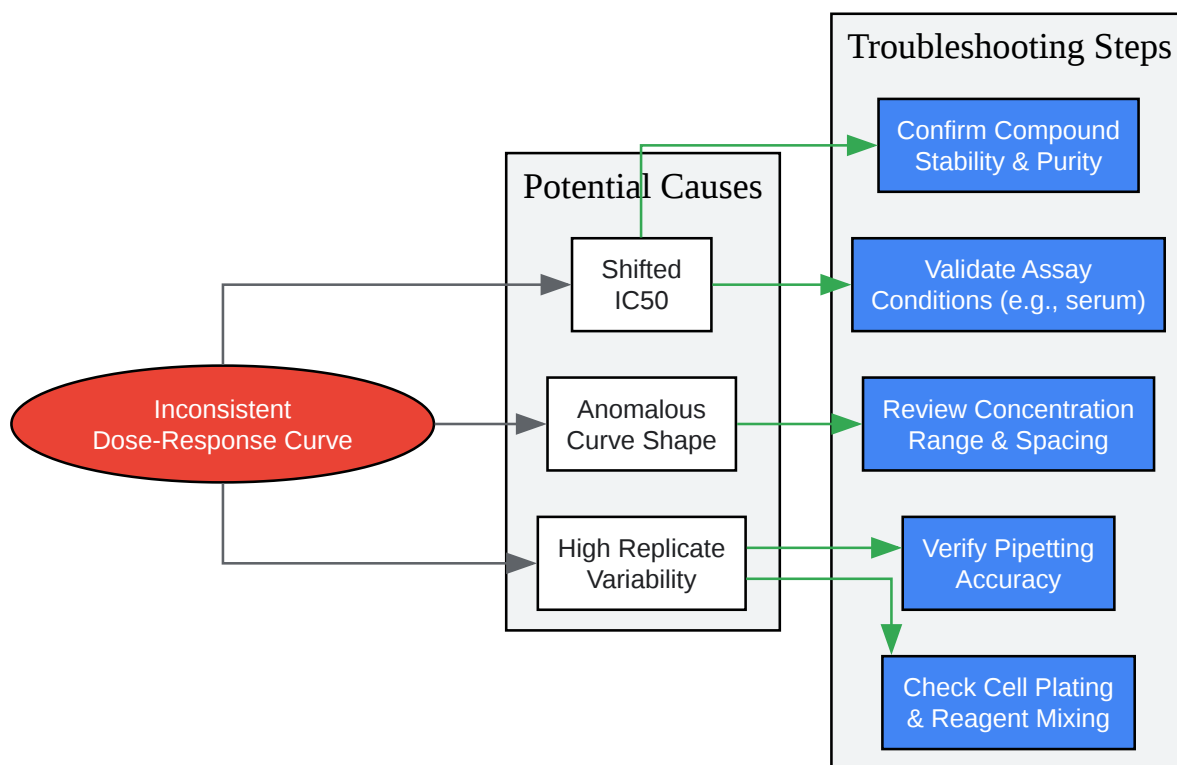 Troubleshooting Steps
Confirm Compound
Stability & Purity
Potential Causes
Shifted
IC50
Validate Assay
Conditions (e.g., serum)
Inconsistent
Dose-Response Curve
Anomalous
Curve Shape
Review Concentration
Range & Spacing
High Replicate
Variability
Verify Pipetting
Accuracy
Check Cell Plating
& Reagent Mixing